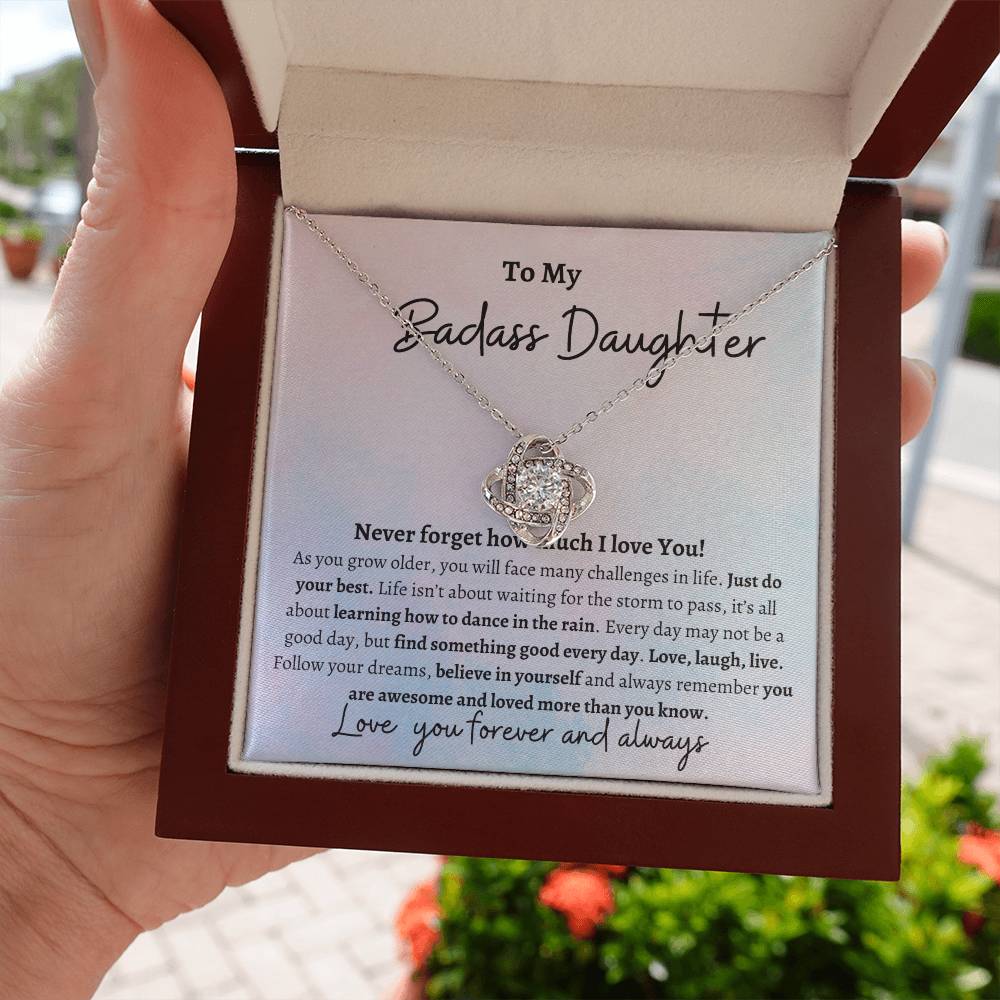 To My
Badass Daughter
Never forget how much I love You!
As you grow older, you will face many challenges in life. Just do
your best. Life isn't about waiting for the storm to pass, it's all
about learning how to dance in the rain. Every day may not be a
good day, but find something good every day. Love, laugh, live.
Follow your dreams, believe in yourself and always remember you
are awesome and loved more than you know.
Love you forever and always